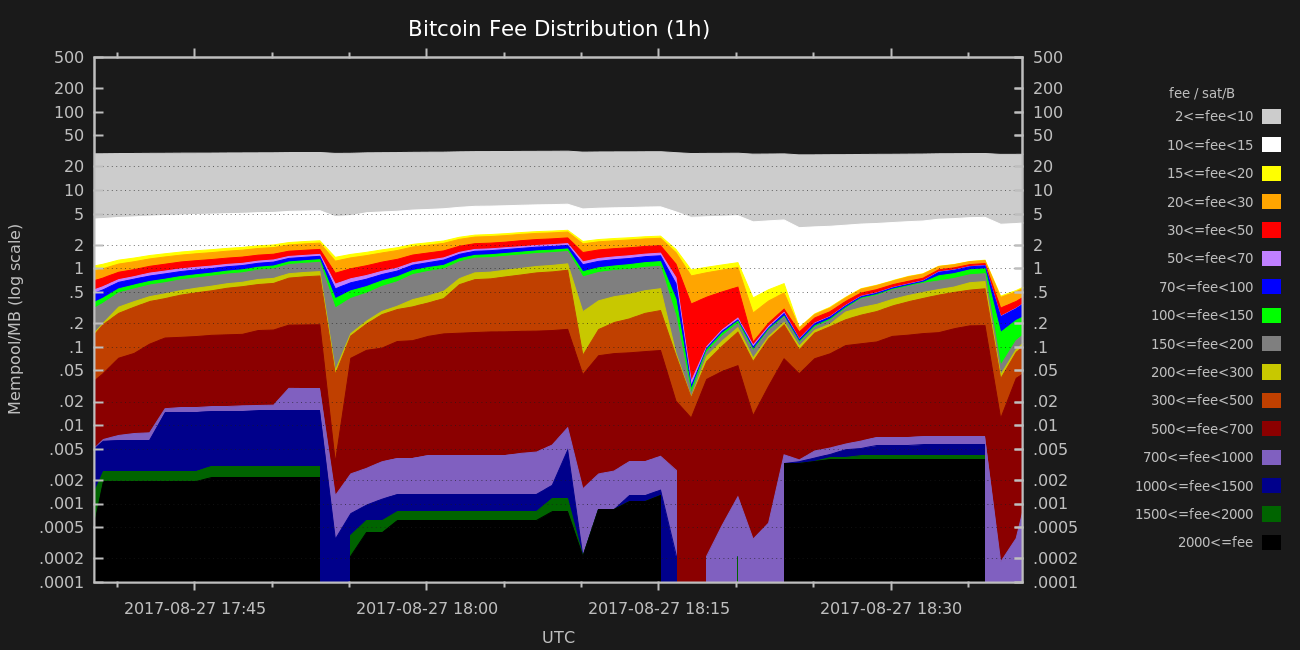 Bitcoin Fee Distribution (1h)
500
200
100
50
20
10
5
2
1
.5
.2
.1
.05
.02
.01
.005
.002
.001
.0005
.0002
.0001
Mempool/MB (log scale)
500
200
100
50
20
10
5
2
1
.5
.2
.1
.05
.02
.01
.005
.002
.001
.0005
.0002
.0001
2017-08-27 17:45
2017-08-27 18:00
2017-08-27 18:15
2017-08-27 18:30
UTC
fee / sat/B
2<=fee<10
10<=fee<15
15<=fee<20
20<=fee<30
30<=fee<50
50<=fee<70
70<=fee<100
100<=fee<150
150<=fee<200
200<=fee<300
300<=fee<500
500<=fee<700
700<=fee<1000
1000<=fee<1500
1500<=fee<2000
2000<=fee